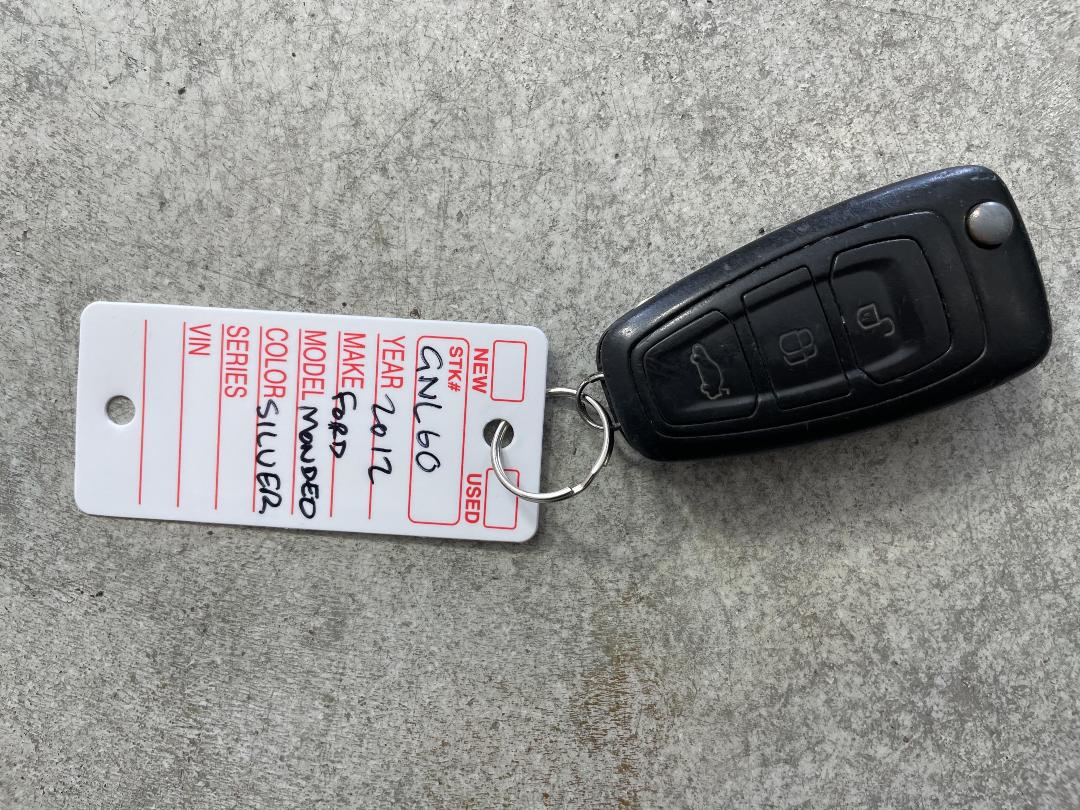 NEW USED
STK#
GNL60
YEAR 2012
MAKE FORD
MODEL MONDEO
COLOR SILVER
SERIES
VIN